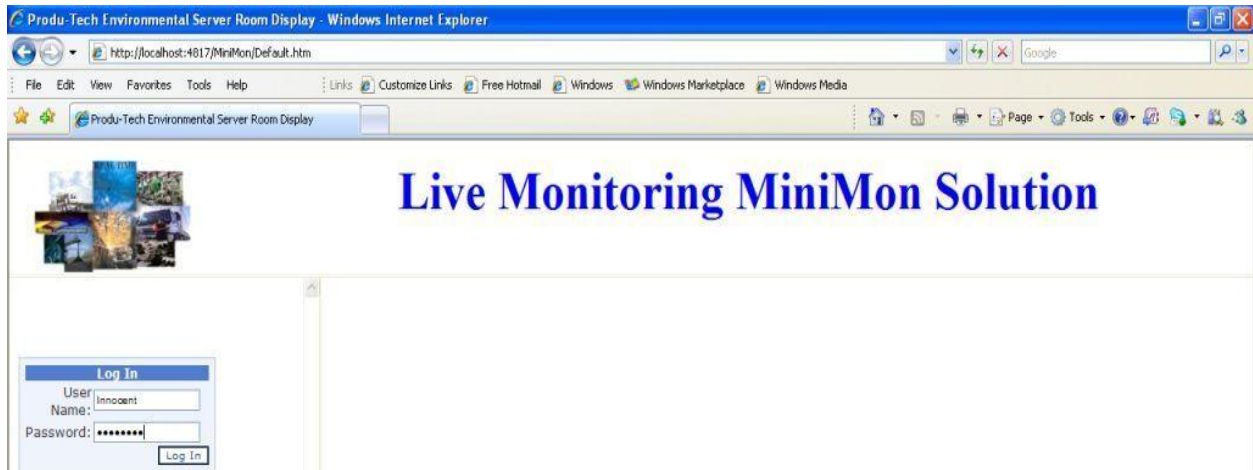 Produ-Tech Environmental Server Room Display - Windows Internet Explorer
http://localhost:4817/MiniMon/Default.htm
Google
File Edit View Favorites Tools Help
Links Customize Links Free Hotmail Windows Windows Marketplace Windows Media
Produ-Tech Environmental Server Room Display
Page Tools
REAL TIME
Live Monitoring MiniMon Solution
Log In
User Name: Innocent
Password: ••••••••
Log In